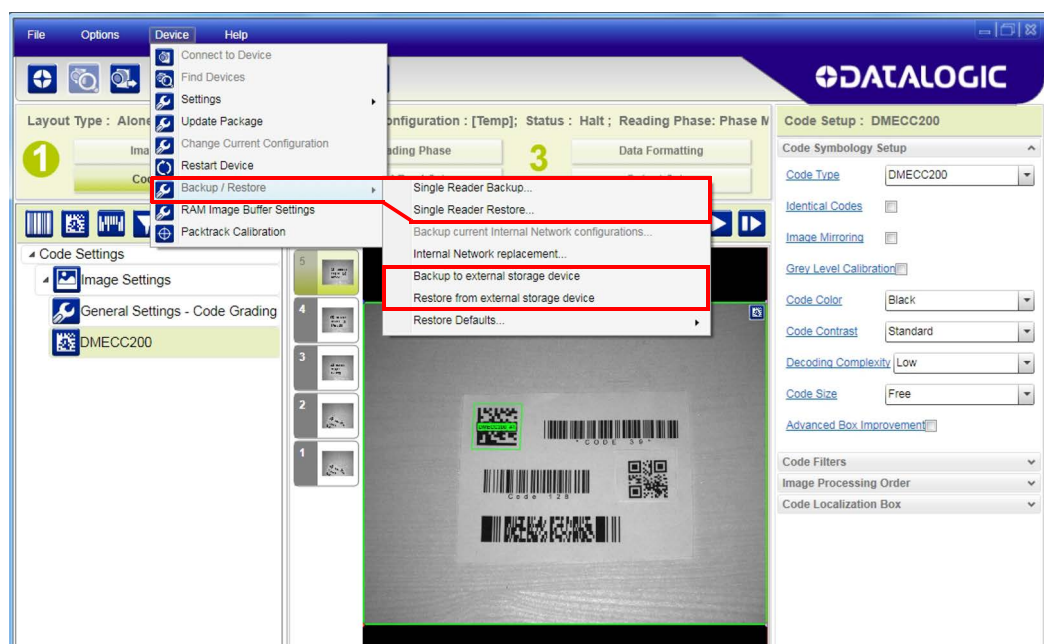 File Options Device Help
Connect to Device
Find Devices
DATALOGIC
Settings
Update Package
Layout Type : Alone
onfiguration : [Temp]; Status : Halt ; Reading Phase: Phase M
Code Setup : DMECC200
Change Current Configuration
1
Ima
ading Phase
3
Data Formatting
Restart Device
Backup / Restore
RAM Image Buffer Settings
Packtrack Calibration
Single Reader Backup...
Single Reader Restore...
Backup current Internal Network configurations...
Internal Network replacement...
Backup to external storage device
Restore from external storage device
Restore Defaults...
Code Settings
Image Settings
General Settings - Code Grading
DMECC200
5
4
3
2
1
CODE 39
Code 128
Code Symbology Setup
Code Type DMECC200
Identical Codes
Image Mirroring
Grey Level Calibration
Code Color Black
Code Contrast Standard
Decoding Complexity Low
Code Size Free
Advanced Box Improvement
Code Filters
Image Processing Order
Code Localization Box